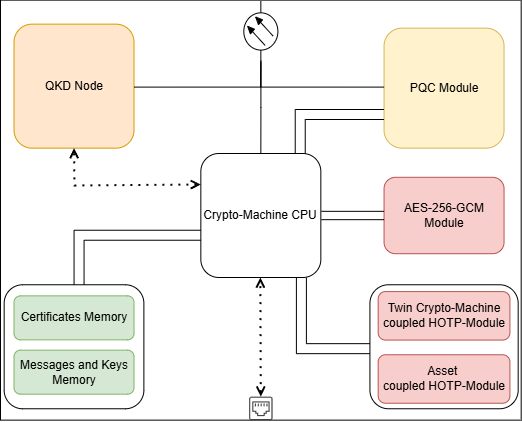 QKD Node
PQC Module
Crypto-Machine CPU
AES-256-GCM
Module
Certificates Memory
Messages and Keys
Memory
Twin Crypto-Machine
coupled HOTP-Module
Asset
coupled HOTP-Module